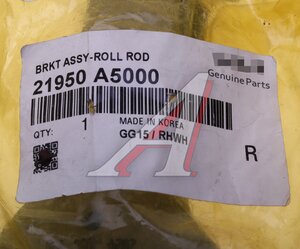 BRKT ASSY-ROLL ROD
21950 A5000
Genuine Parts
QTY:
1
MADE IN KOREA
GG15 / RHWH
R